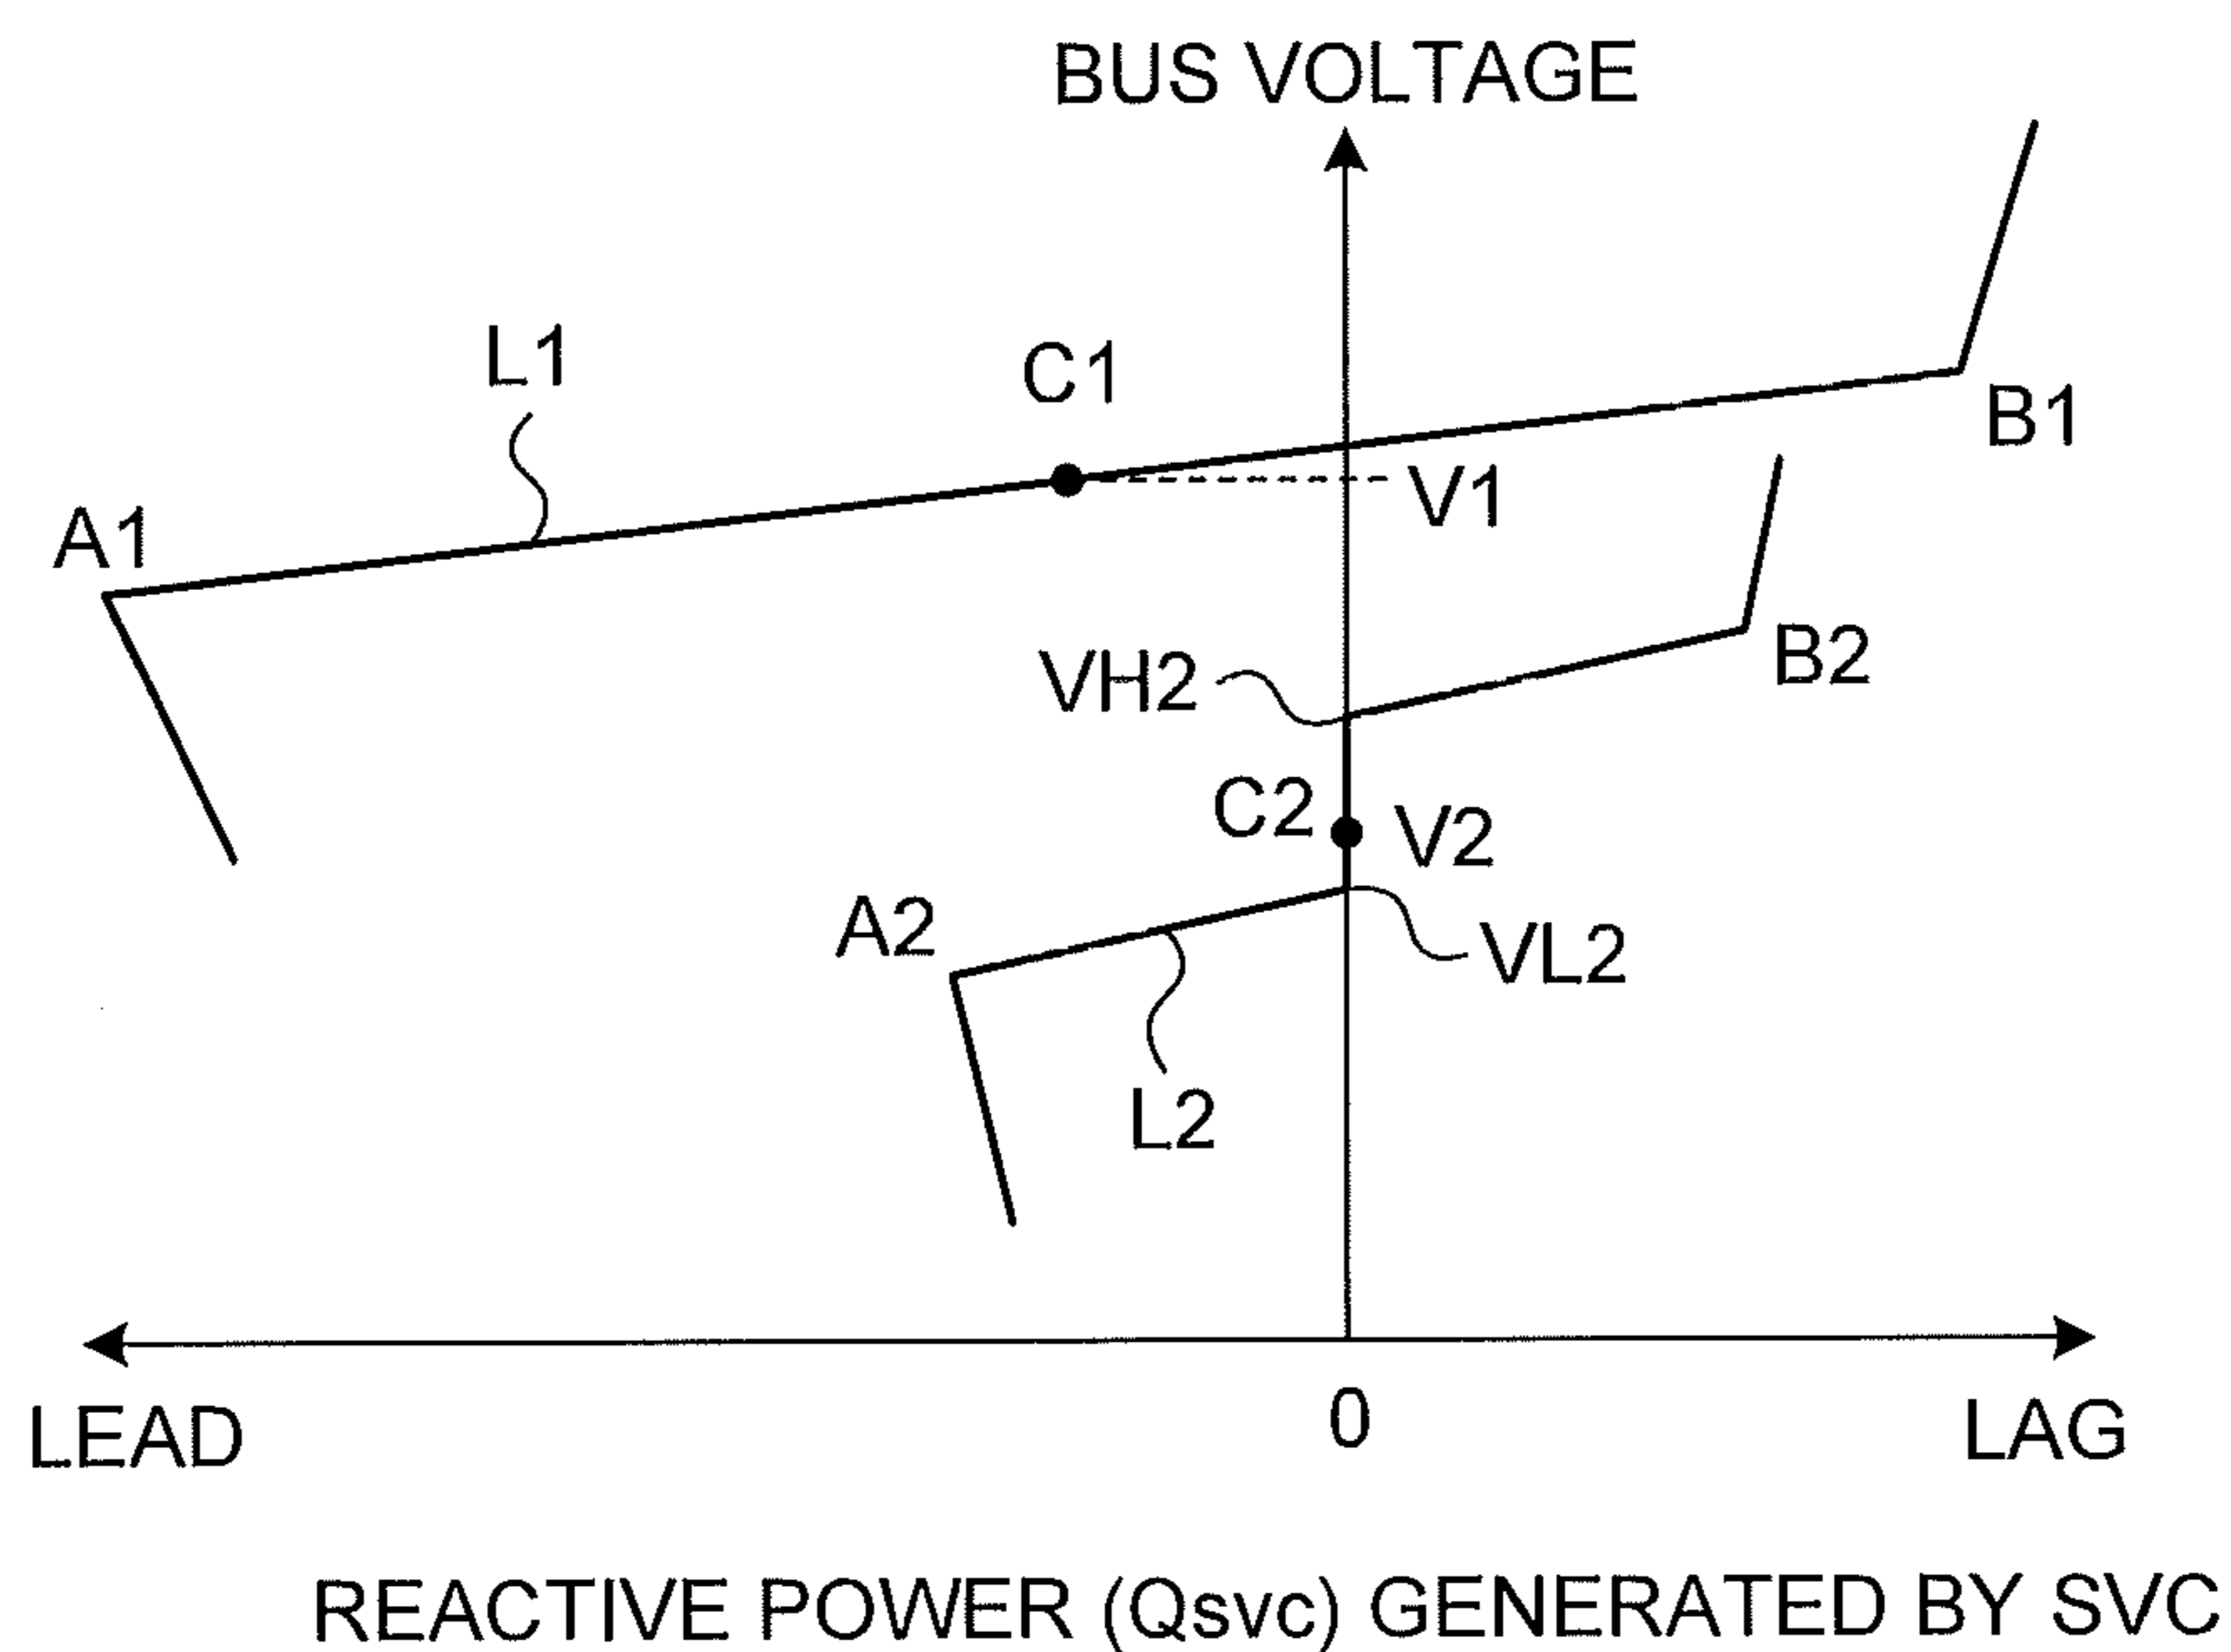 BUS VOLTAGE
L1
C1
B1
V1
A1
VH2
B2
C2
V2
A2
VL2
L2
0
LEAD
LAG
REACTIVE POWER (Qsvc) GENERATED BY SVC